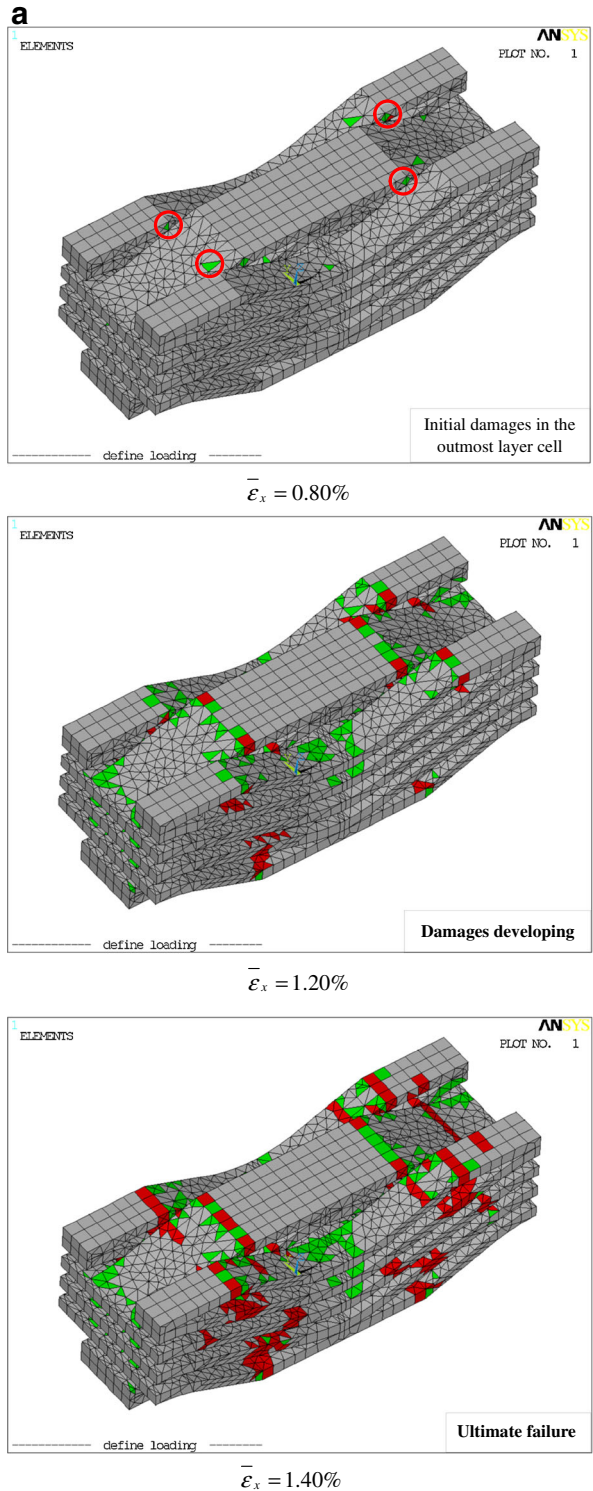 a
1
ELEMENTS
ANSYS
PLOT NO. 1
Initial damages in the
outmost layer cell
------------ define loading --------
ε̅ₓ = 0.80%
1
ELEMENTS
ANSYS
PLOT NO. 1
Damages developing
------------ define loading --------
ε̅ₓ = 1.20%
1
ELEMENTS
ANSYS
PLOT NO. 1
Ultimate failure
------------ define loading --------
ε̅ₓ = 1.40%